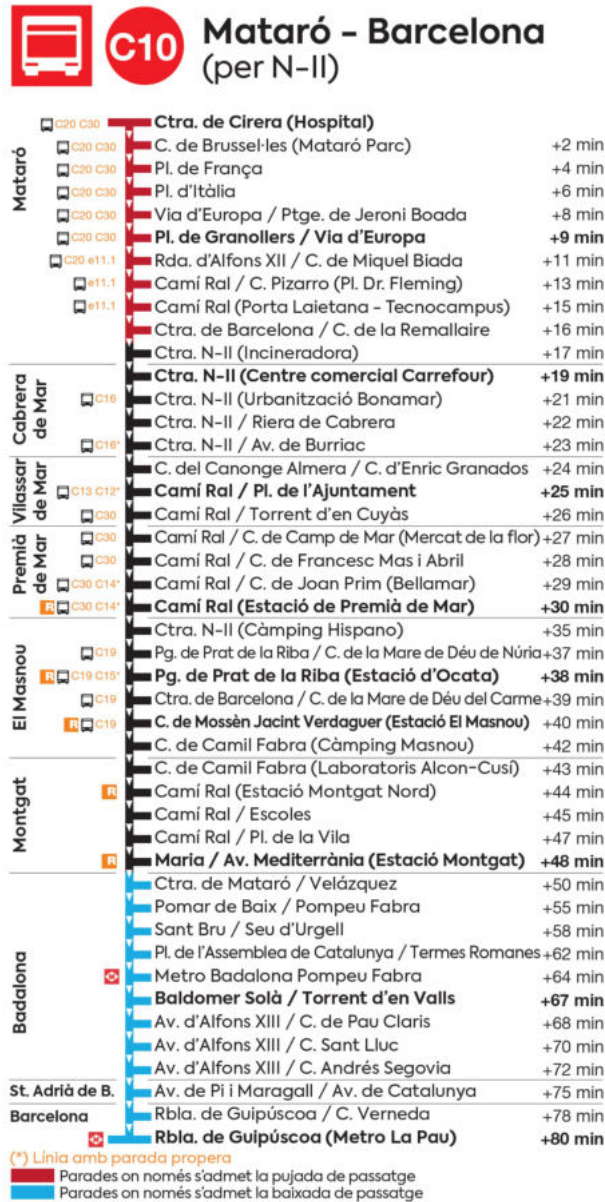 C10
Mataró - Barcelona
(per N-II)
Mataró
C20 C30 Ctra. de Cirera (Hospital)
C20 C30 C. de Brussel·les (Mataró Parc) +2 min
C20 C30 Pl. de França +4 min
C20 C30 Pl. d'Itàlia +6 min
C20 C30 Via d'Europa / Ptge. de Jeroni Boada +8 min
C20 C30 Pl. de Granollers / Via d'Europa +9 min
C20 e11.1 Rda. d'Alfons XII / C. de Miquel Biada +11 min
e11.1 Camí Ral / C. Pizarro (Pl. Dr. Fleming) +13 min
e11.1 Camí Ral (Porta Laietana - Tecnocampus) +15 min
Ctra. de Barcelona / C. de la Remallaire +16 min
Ctra. N-II (Incineradora) +17 min
Cabrera de Mar
Ctra. N-II (Centre comercial Carrefour) +19 min
C16 Ctra. N-II (Urbanització Bonamar) +21 min
Ctra. N-II / Riera de Cabrera +22 min
C16* Ctra. N-II / Av. de Burriac +23 min
Vilassar de Mar
C. del Canonge Almera / C. d'Enric Granados +24 min
C13 C12* Camí Ral / Pl. de l'Ajuntament +25 min
C30 Camí Ral / Torrent d'en Cuyàs +26 min
Premià de Mar
C30 Camí Ral / C. de Camp de Mar (Mercat de la flor) +27 min
C30 Camí Ral / C. de Francesc Mas i Abril +28 min
C30 C14* Camí Ral / C. de Joan Prim (Bellamar) +29 min
R C30 C14* Camí Ral (Estació de Premià de Mar) +30 min
El Masnou
Ctra. N-II (Càmping Hispano) +35 min
C19 Pg. de Prat de la Riba / C. de la Mare de Déu de Núria +37 min
R C19 C15* Pg. de Prat de la Riba (Estació d'Ocata) +38 min
C19 Ctra. de Barcelona / C. de la Mare de Déu del Carme +39 min
R C19 C. de Mossèn Jacint Verdaguer (Estació El Masnou) +40 min
C. de Camil Fabra (Càmping Masnou) +42 min
Montgat
C. de Camil Fabra (Laboratoris Alcon-Cusí) +43 min
R Camí Ral (Estació Montgat Nord) +44 min
Camí Ral / Escoles +45 min
Camí Ral / Pl. de la Vila +47 min
R Maria / Av. Mediterrània (Estació Montgat) +48 min
Badalona
Ctra. de Mataró / Velázquez +50 min
Pomar de Baix / Pompeu Fabra +55 min
Sant Bru / Seu d'Urgell +58 min
Pl. de l'Assemblea de Catalunya / Termes Romanes +62 min
Metro Badalona Pompeu Fabra +64 min
Baldomer Solà / Torrent d'en Valls +67 min
Av. d'Alfons XIII / C. de Pau Claris +68 min
Av. d'Alfons XIII / C. Sant Lluc +70 min
Av. d'Alfons XIII / C. Andrés Segovia +72 min
St. Adrià de B. Av. de Pi i Maragall / Av. de Catalunya +75 min
Barcelona Rbla. de Guipúscoa / C. Verneda +78 min
Rbla. de Guipúscoa (Metro La Pau) +80 min
(*) Línia amb parada propera
Parades on només s'admet la pujada de passatge
Parades on només s'admet la baixada de passatge